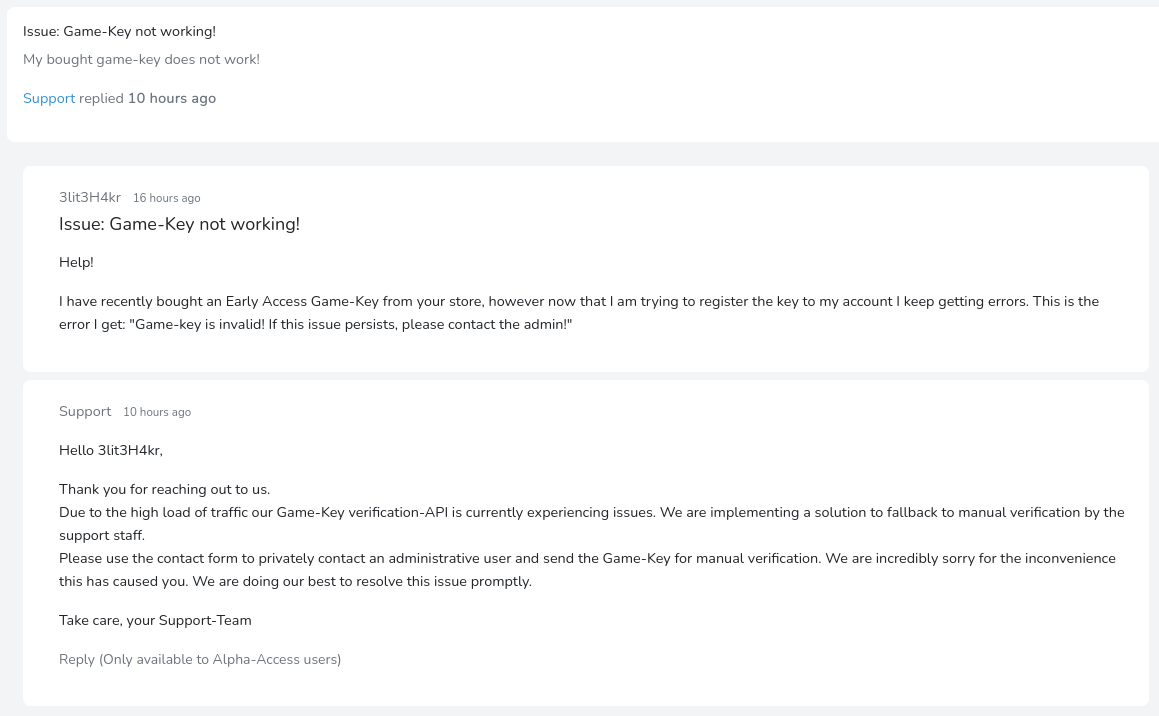 Issue: Game-Key not working!
My bought game-key does not work!
Support replied 10 hours ago
3lit3H4kr 16 hours ago
Issue: Game-Key not working!
Help!
I have recently bought an Early Access Game-Key from your store, however now that I am trying to register the key to my account I keep getting errors. This is the
error I get: "Game-key is invalid! If this issue persists, please contact the admin!"
Support 10 hours ago
Hello 3lit3H4kr,
Thank you for reaching out to us.
Due to the high load of traffic our Game-Key verification-API is currently experiencing issues. We are implementing a solution to fallback to manual verification by the
support staff.
Please use the contact form to privately contact an administrative user and send the Game-Key for manual verification. We are incredibly sorry for the inconvenience
this has caused you. We are doing our best to resolve this issue promptly.
Take care, your Support-Team
Reply (Only available to Alpha-Access users)